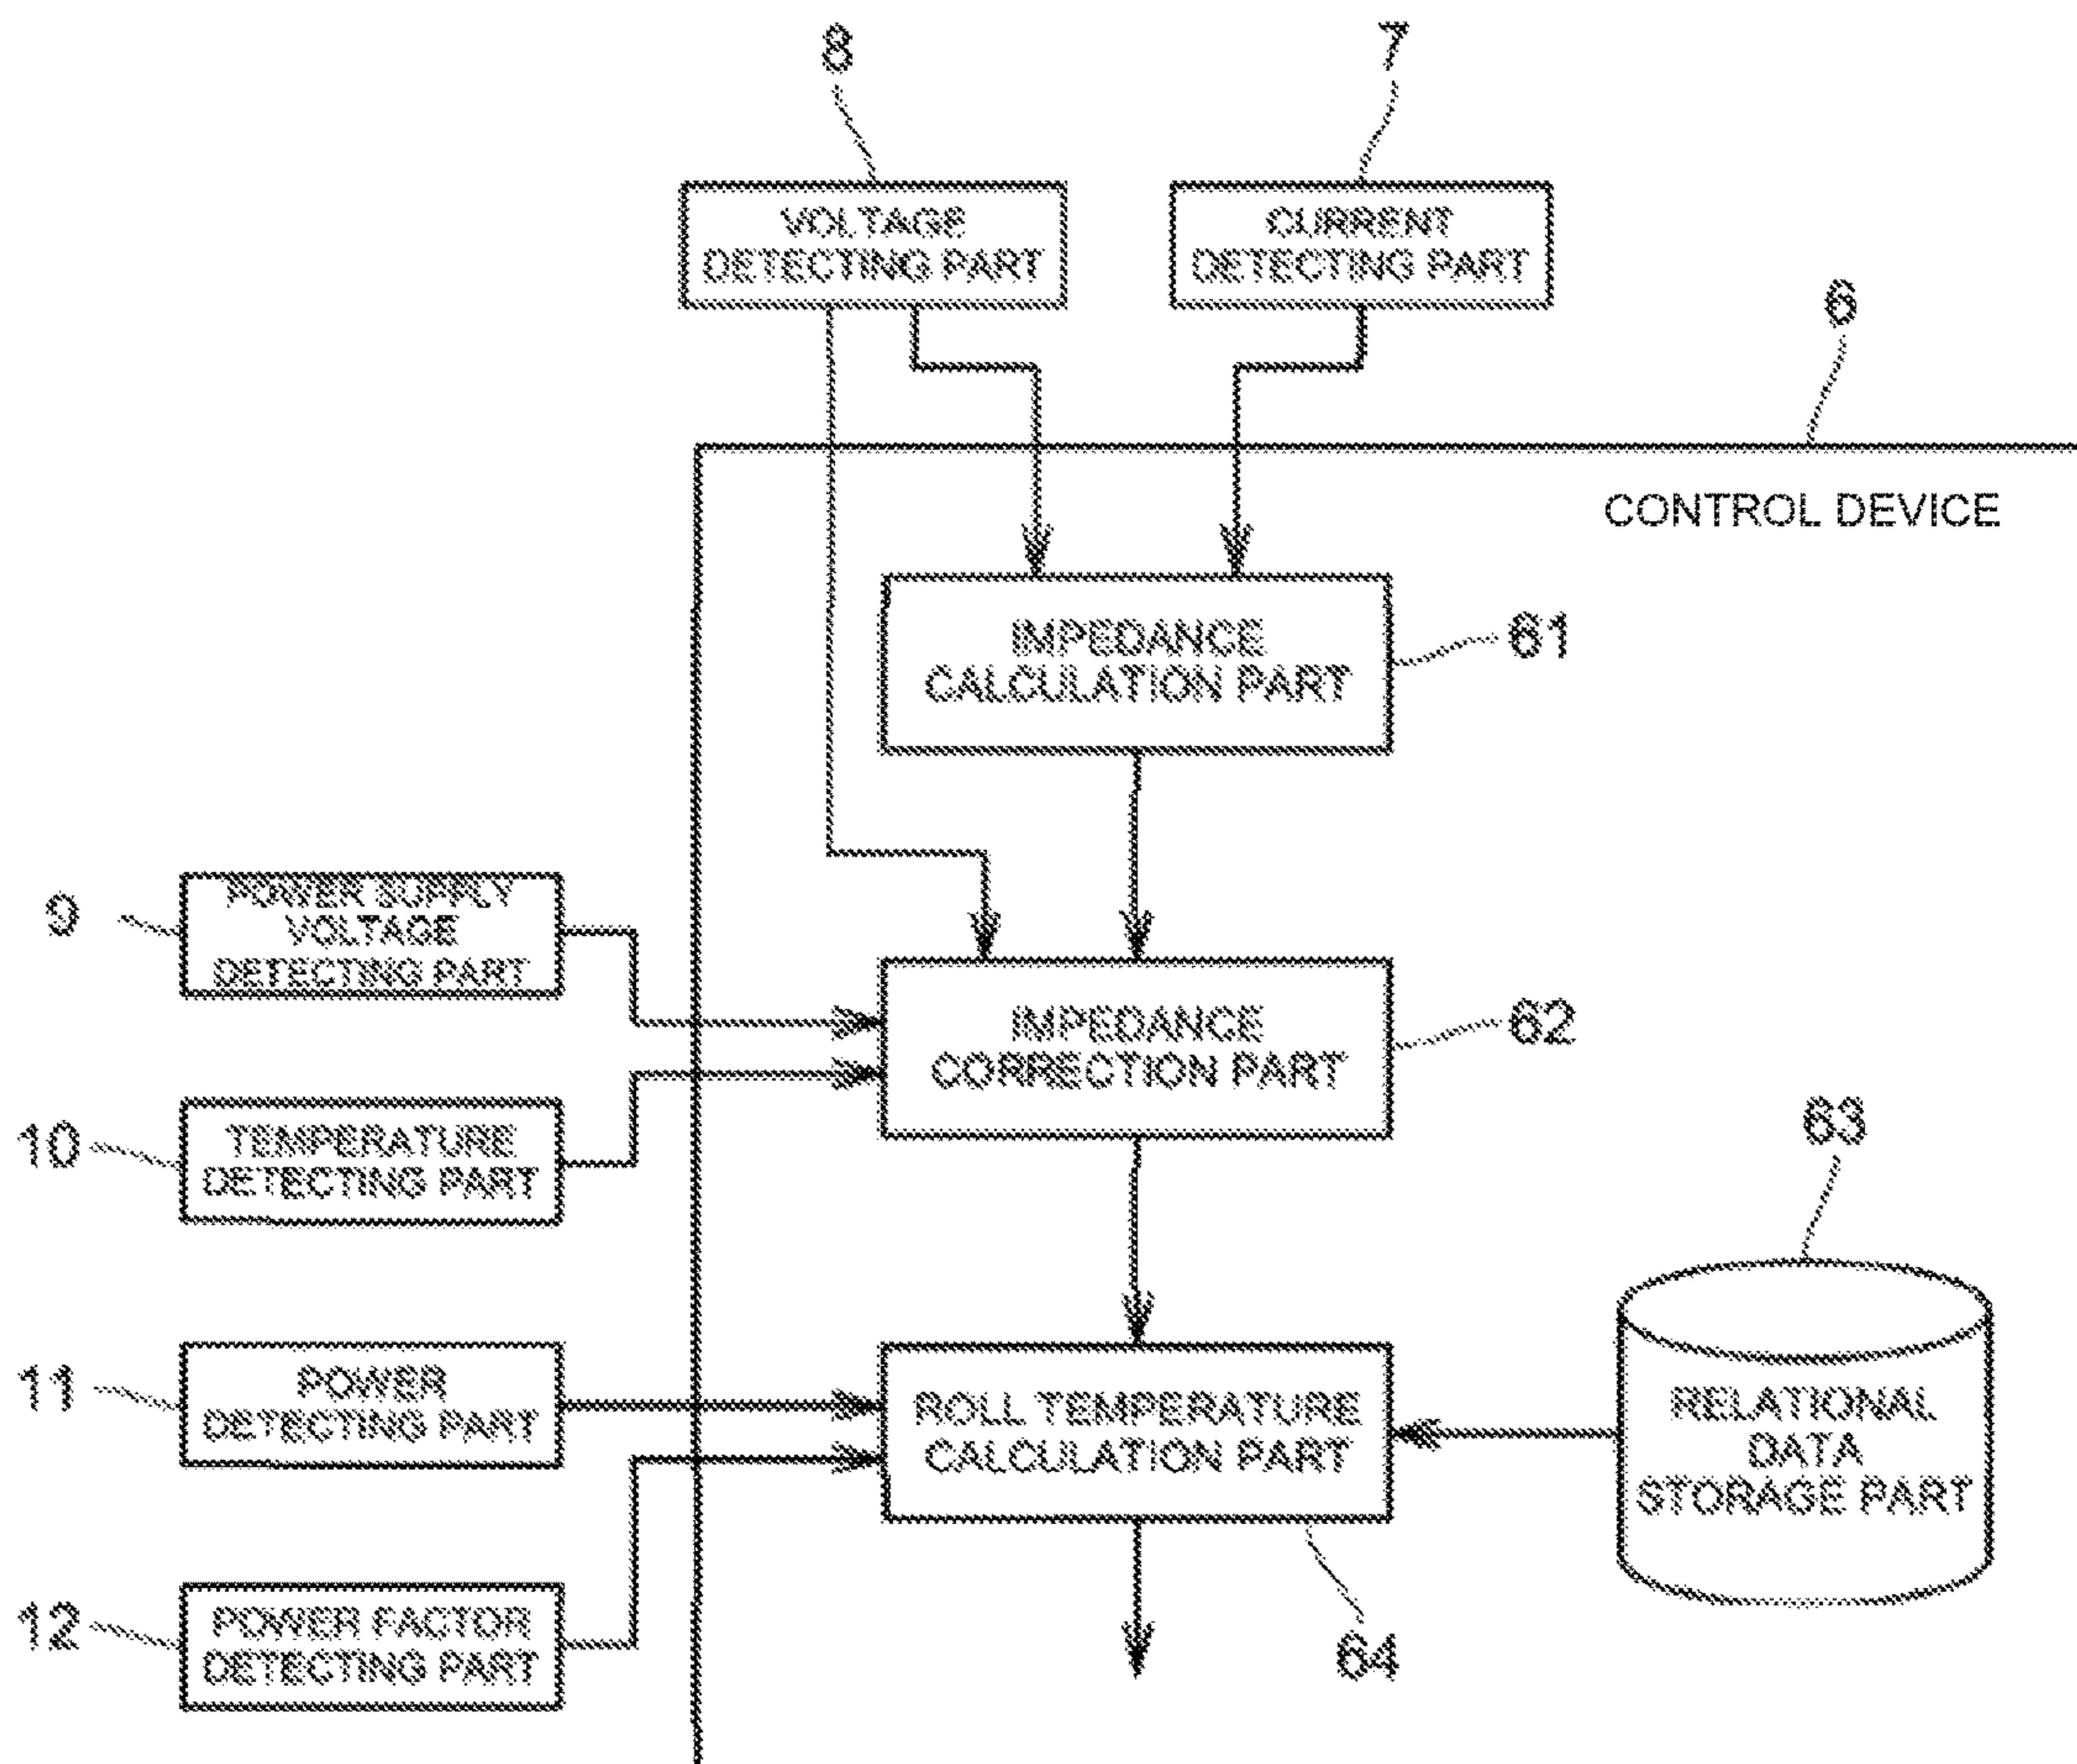 8
7
VOLTAGE
DETECTING PART
CURRENT
DETECTING PART
6
CONTROL DEVICE
IMPEDANCE
CALCULATION PART
61
9
POWER SUPPLY
VOLTAGE
DETECTING PART
IMPEDANCE
CORRECTION PART
62
10
TEMPERATURE
DETECTING PART
63
11
POWER
DETECTING PART
ROLL TEMPERATURE
CALCULATION PART
RELATIONAL
DATA
STORAGE PART
12
POWER FACTOR
DETECTING PART
64